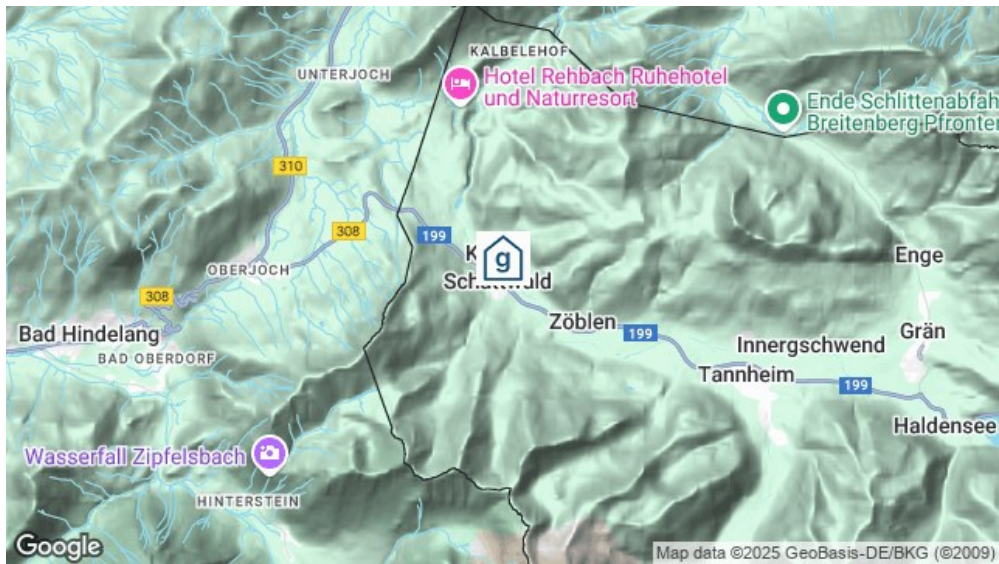 KALBELEHOF
UNTERJOCH
Hotel Rehbach Ruhehotel
und Naturresort
Ende Schlittenabfah
Breitenberg-Pfronten
310
308
199
g
Enge
OBERJOCH
Schattwald
308
Zöblen
199
Grän
Bad Hindelang
Innergschwend
BAD OBERDORF
Tannheim
199
Haldensee
Wasserfall Zipfelsbach
HINTERSTEIN
Google
Map data ©2025 GeoBasis-DE/BKG (©2009)